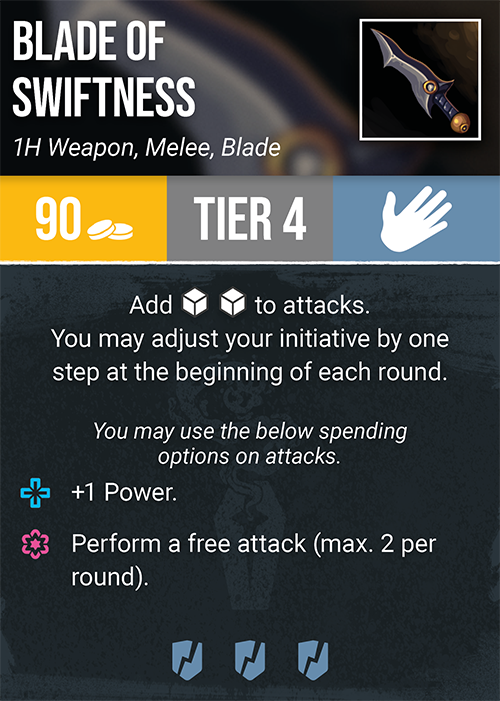 BLADE OF
SWIFTNESS
1H Weapon, Melee, Blade
90
TIER 4
Add to attacks.
You may adjust your initiative by one
step at the beginning of each round.
You may use the below spending
options on attacks.
+1 Power.
Perform a free attack (max. 2 per
round).